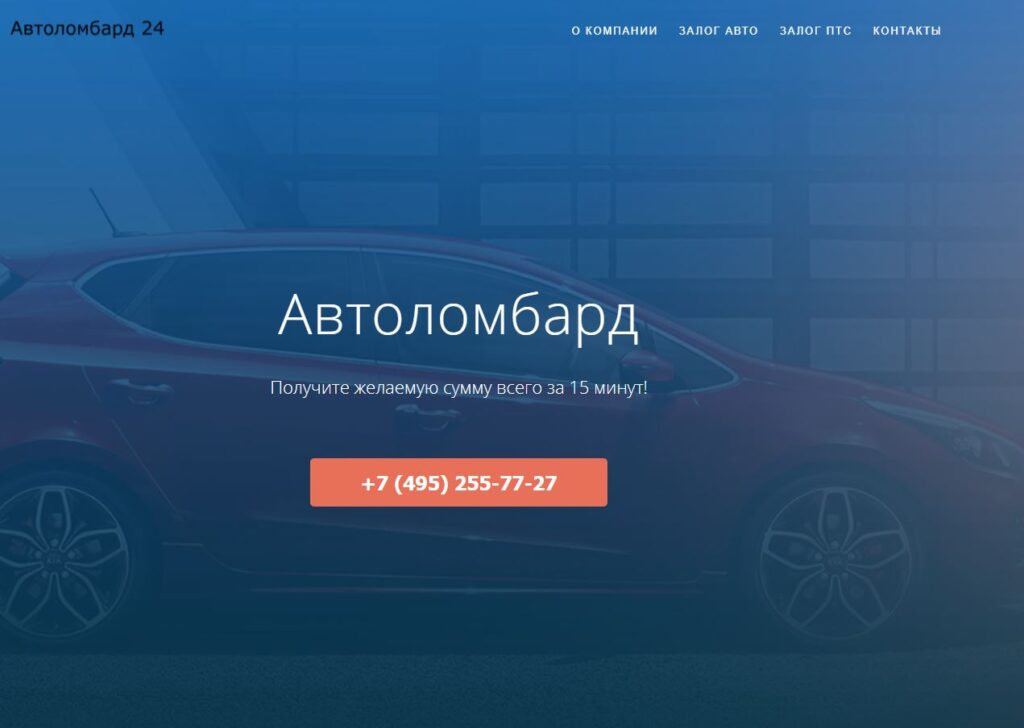 Автоломбард 24
О КОМПАНИИ ЗАЛОГ АВТО ЗАЛОГ ПТС КОНТАКТЫ
Автоломбард
Получите желаемую сумму всего за 15 минут!
+7 (495) 255-77-27